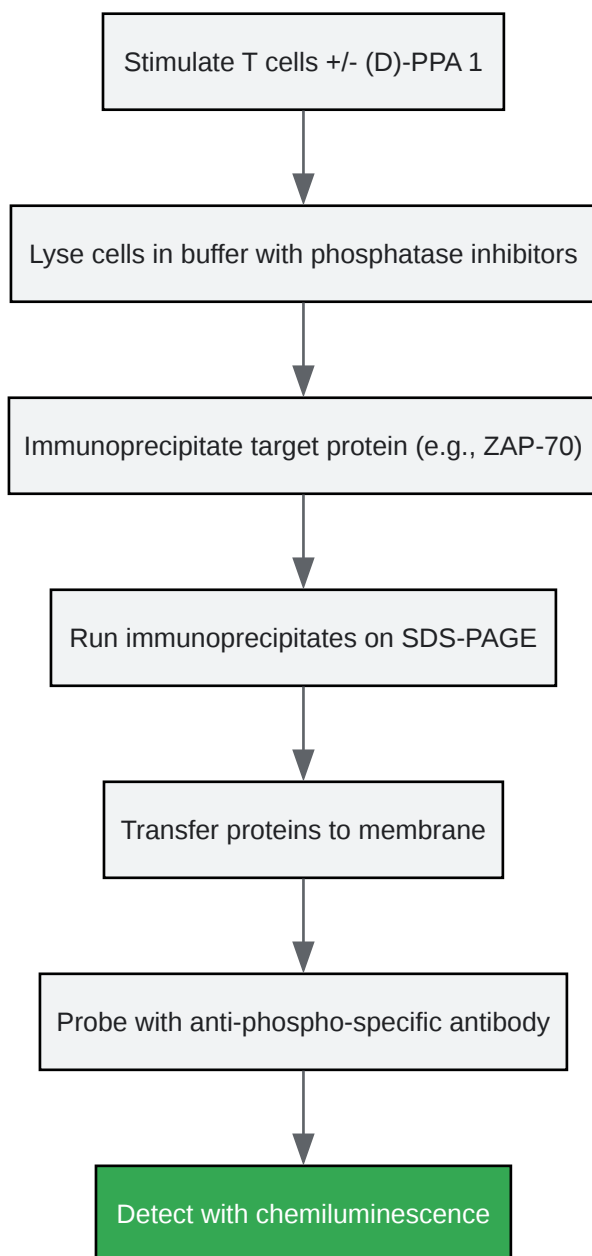 Stimulate T cells +/- (D)-PPA 1
Lyse cells in buffer with phosphatase inhibitors
Immunoprecipitate target protein (e.g., ZAP-70)
Run immunoprecipitates on SDS-PAGE
Transfer proteins to membrane
Probe with anti-phospho-specific antibody
Detect with chemiluminescence